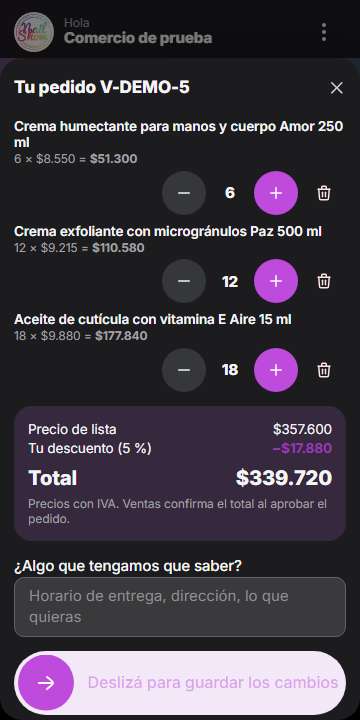 Nail
Show
Hola
Comercio de prueba
Tu pedido V-DEMO-5
Crema humectante para manos y cuerpo Amor 250
ml
6 × $8.550 = $51.300
6
Crema exfoliante con microgránulos Paz 500 ml
12 × $9.215 = $110.580
12
Aceite de cutícula con vitamina E Aire 15 ml
18 × $9.880 = $177.840
18
Precio de lista $357.600
Tu descuento (5 %) −$17.880
Total $339.720
Precios con IVA. Ventas confirma el total al aprobar el
pedido.
¿Algo que tengamos que saber?
Horario de entrega, dirección, lo que
quieras
Deslizá para guardar los cambios